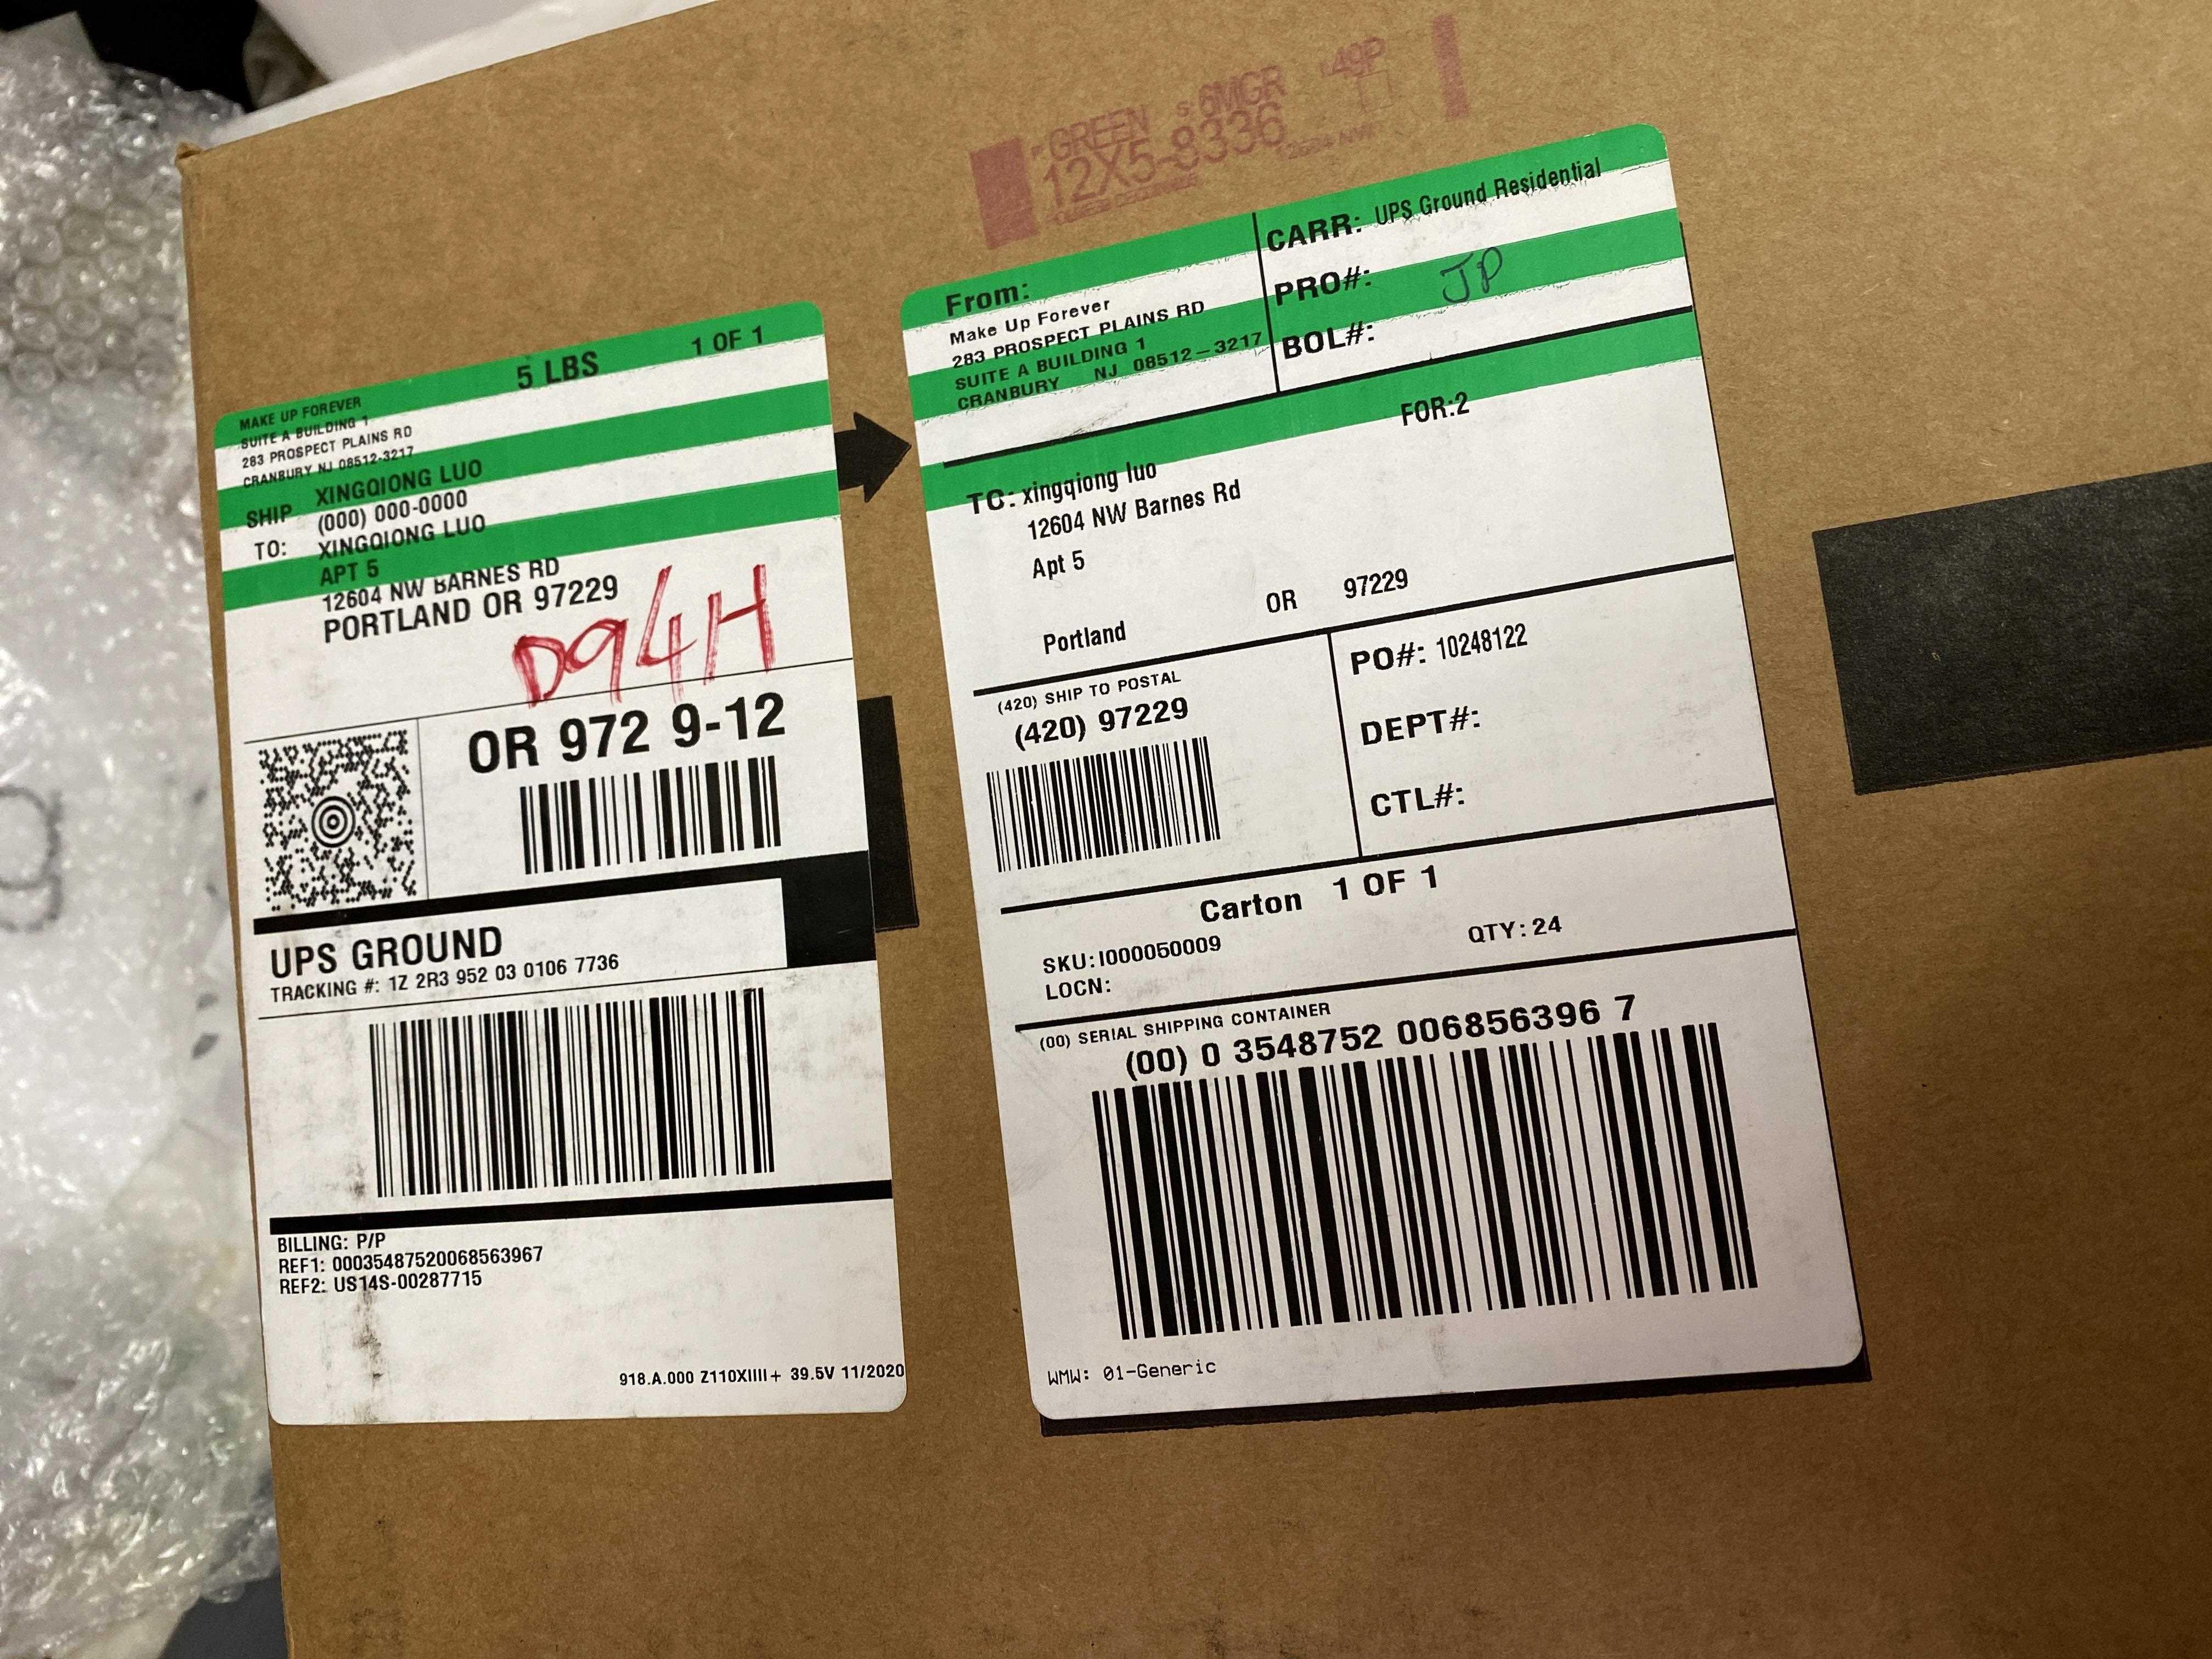 GREEN S: 6MGR 49P
12X5-8336
5 LBS 1 OF 1
MAKE UP FOREVER
SUITE A BUILDING 1
283 PROSPECT PLAINS RD
CRANBURY NJ 08512-3217
SHIP XINGQIONG LUO
(000) 000-0000
TO: XINGQIONG LUO
APT 5
12604 NW BARNES RD
PORTLAND OR 97229
D94H
OR 972 9-12
UPS GROUND
TRACKING #: 1Z 2R3 952 03 0106 7736
BILLING: P/P
REF1: 00035487520068563967
REF2: US14S-00287715
918.A.000 Z110XIIII+ 39.5V 11/2020
From:
Make Up Forever
283 PROSPECT PLAINS RD
SUITE A BUILDING 1
CRANBURY NJ 08512-3217
CARR: UPS Ground Residential
PRO#: JP
BOL#:
FOR:2
TO: xingqiong luo
12604 NW Barnes Rd
Apt 5
Portland OR 97229
(420) SHIP TO POSTAL
(420) 97229
PO#: 10248122
DEPT#:
CTL#:
Carton 1 OF 1
SKU:I000050009 QTY:24
LOCN:
(00) SERIAL SHIPPING CONTAINER
(00) 0 3548752 006856396 7
WMW: 01-Generic